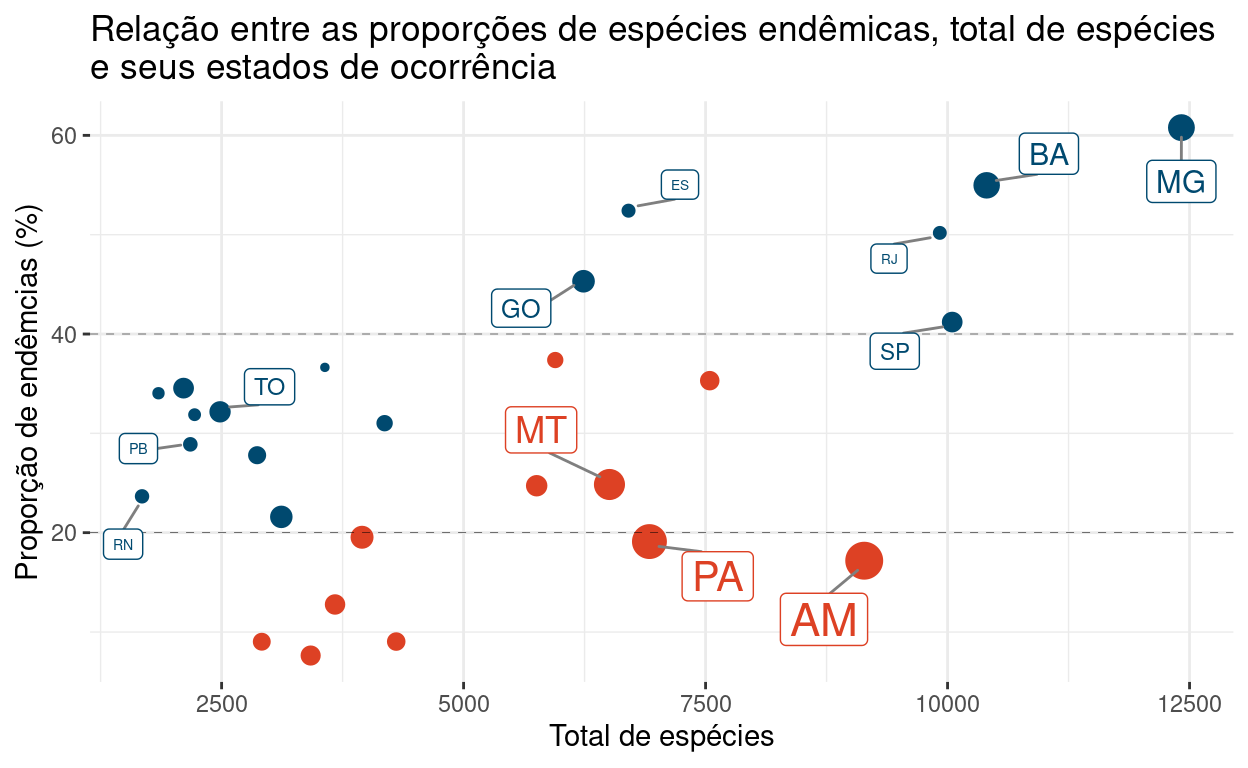 Relação entre as proporções de espécies endêmicas, total de espécies
e seus estados de ocorrência
Proporção de endêmcias (%)
60
40
20
BA
MG
ES
RJ
GO
SP
TO
MT
PB
RN
PA
AM
2500
5000
7500
10000
12500
Total de espécies